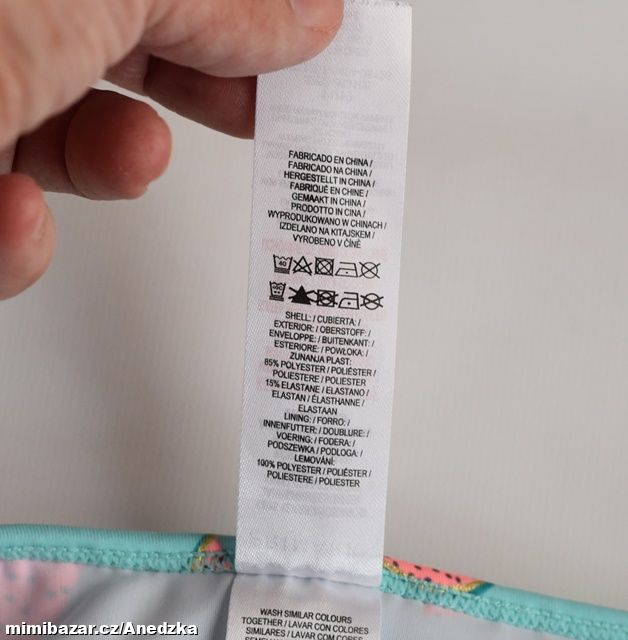 FABRICADO EN CHINA /
FABRICADO NA CHINA /
HERGESTELLT IN CHINA /
FABRIQUÉ EN CHINE /
GEMAAKT IN CHINA /
PRODOTTO IN CINA /
WYPRODUKOWANO W CHINACH /
IZDELANO NA KITAJSKEM /
VYROBENO V ČÍNĚ
40
SHELL: / CUBIERTA: /
EXTERIOR: / OBERSTOFF: /
ENVELOPPE: / BUITENKANT: /
ESTERIORE: / POWŁOKA: /
ZUNANJA PLAST:
85% POLYESTER / POLIÉSTER /
POLIESTERE / POLIESTER
15% ELASTANE / ELASTANO /
ELASTAN / ÉLASTHANNE /
ELASTAAN
LINING: / FORRO: /
INNENFUTTER: / DOUBLURE: /
VOERING: / FODERA: /
PODSZEWKA / PODLOGA: /
LEMOVÁNÍ:
100% POLYESTER / POLIÉSTER /
POLIESTERE / POLIESTER
WASH SIMILAR COLOURS
TOGETHER / LAVAR CON COLORES
SIMILARES / LAVAR COM CORES
mimibazar.cz/Anedzka